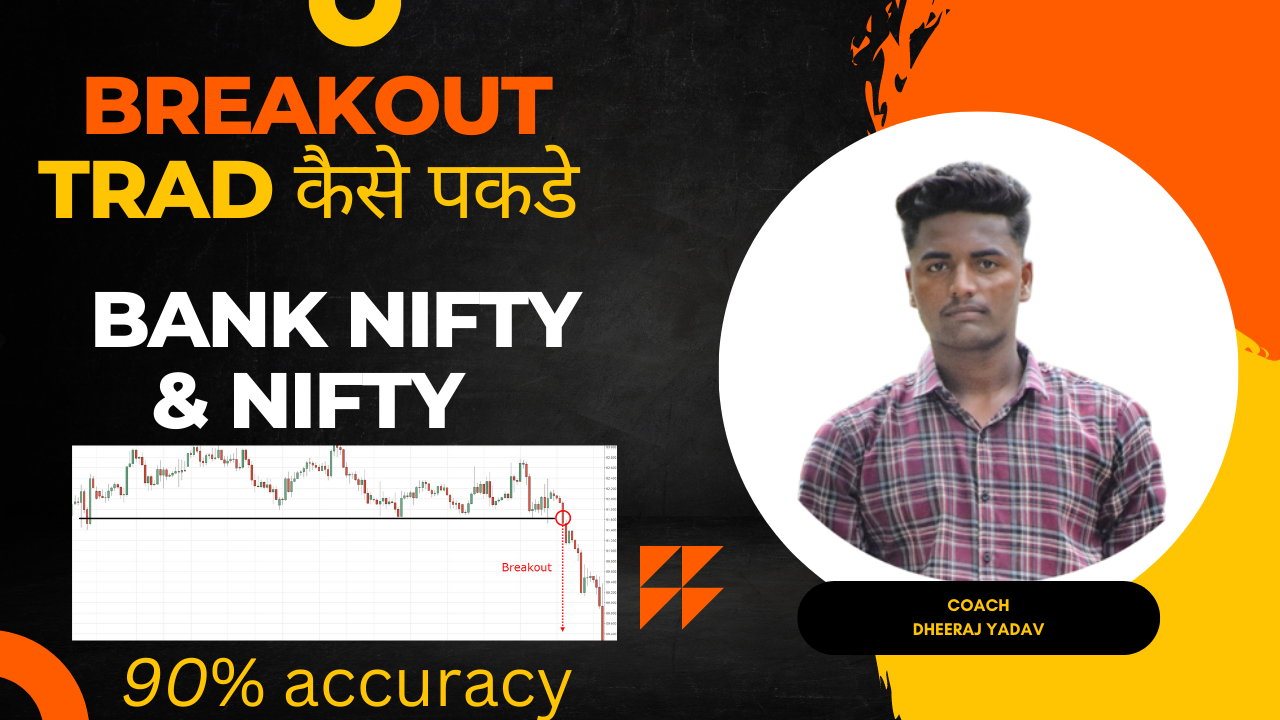 BREAKOUT
TRAD कैसे पकडे
BANK NIFTY
& NIFTY
Breakout
90% accuracy
COACH
DHEERAJ YADAV